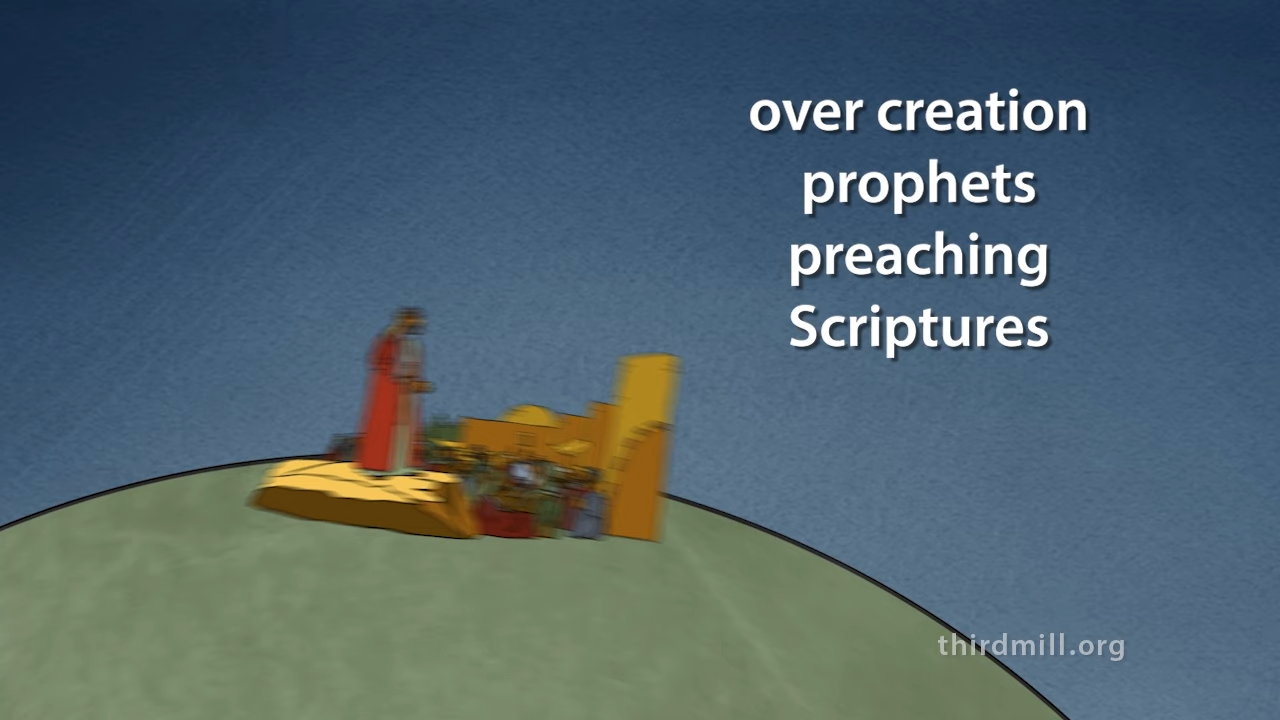 over creation
prophets
preaching
Scriptures
thirdmill.org